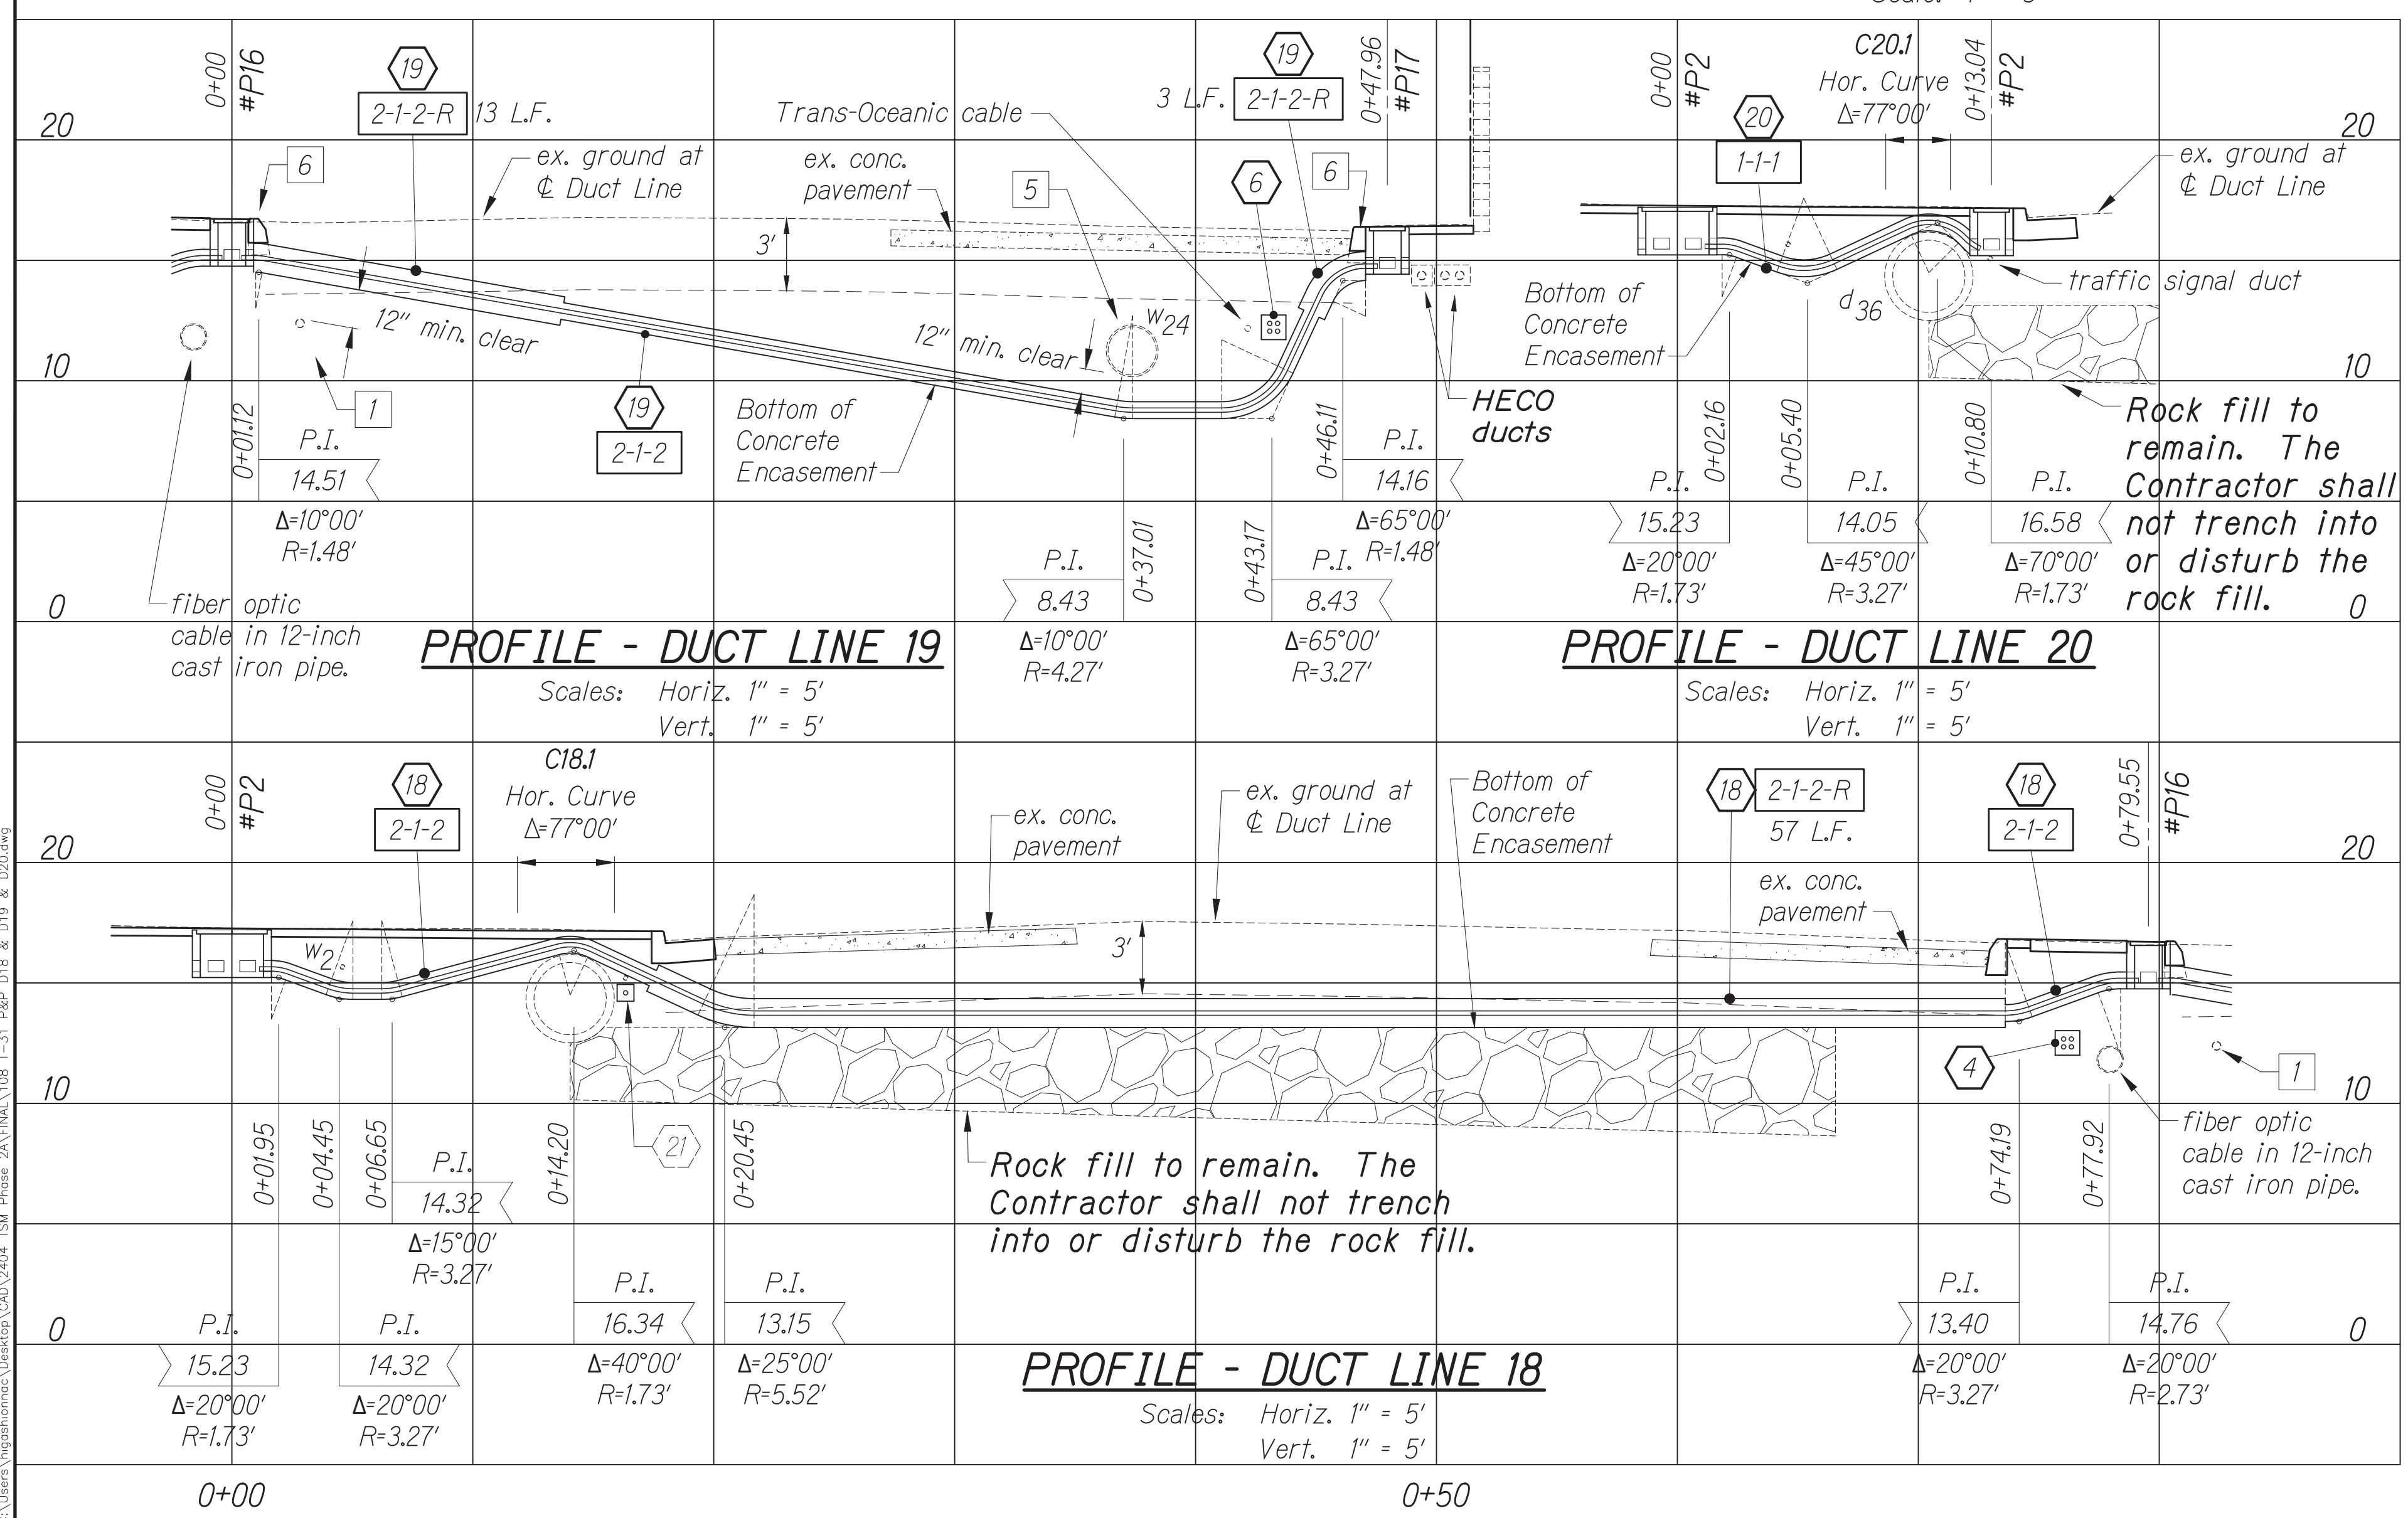 0+00
#P16
19
2-1-2-R
13 L.F.
Trans-Oceanic cable
3 L.F.
19
2-1-2-R
0+47.96
#P17
0+00
#P2
20
1-1-1
C20.1
Hor. Curve
Δ=77°00'
0+13.04
#P2
20
20
6
ex. ground at
℄ Duct Line
ex. conc.
pavement
5
6
6
ex. ground at
℄ Duct Line
3'
12" min. clear
12" min. clear
W24
Bottom of
Concrete
Encasement
d36
traffic signal duct
10
10
0+01.12
1
P.I.
14.51
Δ=10°00'
R=1.48'
19
2-1-2
Bottom of
Concrete
Encasement
HECO
ducts
0+46.11
P.I.
14.16
Δ=65°00'
R=1.48'
0+02.16
P.I.
15.23
Δ=20°00'
R=1.73'
0+05.40
P.I.
14.05
Δ=45°00'
R=3.27'
0+10.80
P.I.
16.58
Δ=70°00'
R=1.73'
Rock fill to
remain. The
Contractor shall
not trench into
or disturb the
rock fill.
P.I.
8.43
0+37.01
Δ=10°00'
R=4.27'
0+43.17
P.I.
8.43
Δ=65°00'
R=3.27'
0
0
fiber optic
cable in 12-inch
cast iron pipe.
PROFILE - DUCT LINE 19
Scales: Horiz. 1" = 5'
Vert. 1" = 5'
PROFILE - DUCT LINE 20
Scales: Horiz. 1" = 5'
Vert. 1" = 5'
0+00
#P2
18
2-1-2
C18.1
Hor. Curve
Δ=77°00'
ex. conc.
pavement
ex. ground at
℄ Duct Line
Bottom of
Concrete
Encasement
18
2-1-2-R
57 L.F.
18
2-1-2
0+79.55
#P16
20
20
ex. conc.
pavement
W2
3'
4
1
10
10
0+01.95
0+04.45
0+06.65
P.I.
14.32
Δ=15°00'
R=3.27'
0+14.20
21
0+20.45
Rock fill to remain. The
Contractor shall not trench
into or disturb the rock fill.
0+74.19
0+77.92
fiber optic
cable in 12-inch
cast iron pipe.
0
0
P.I.
15.23
Δ=20°00'
R=1.73'
P.I.
14.32
Δ=20°00'
R=3.27'
P.I.
16.34
Δ=40°00'
R=1.73'
P.I.
13.15
Δ=25°00'
R=5.52'
P.I.
13.40
Δ=20°00'
R=3.27'
P.I.
14.76
Δ=20°00'
R=2.73'
PROFILE - DUCT LINE 18
Scales: Horiz. 1" = 5'
Vert. 1" = 5'
0+00
0+50